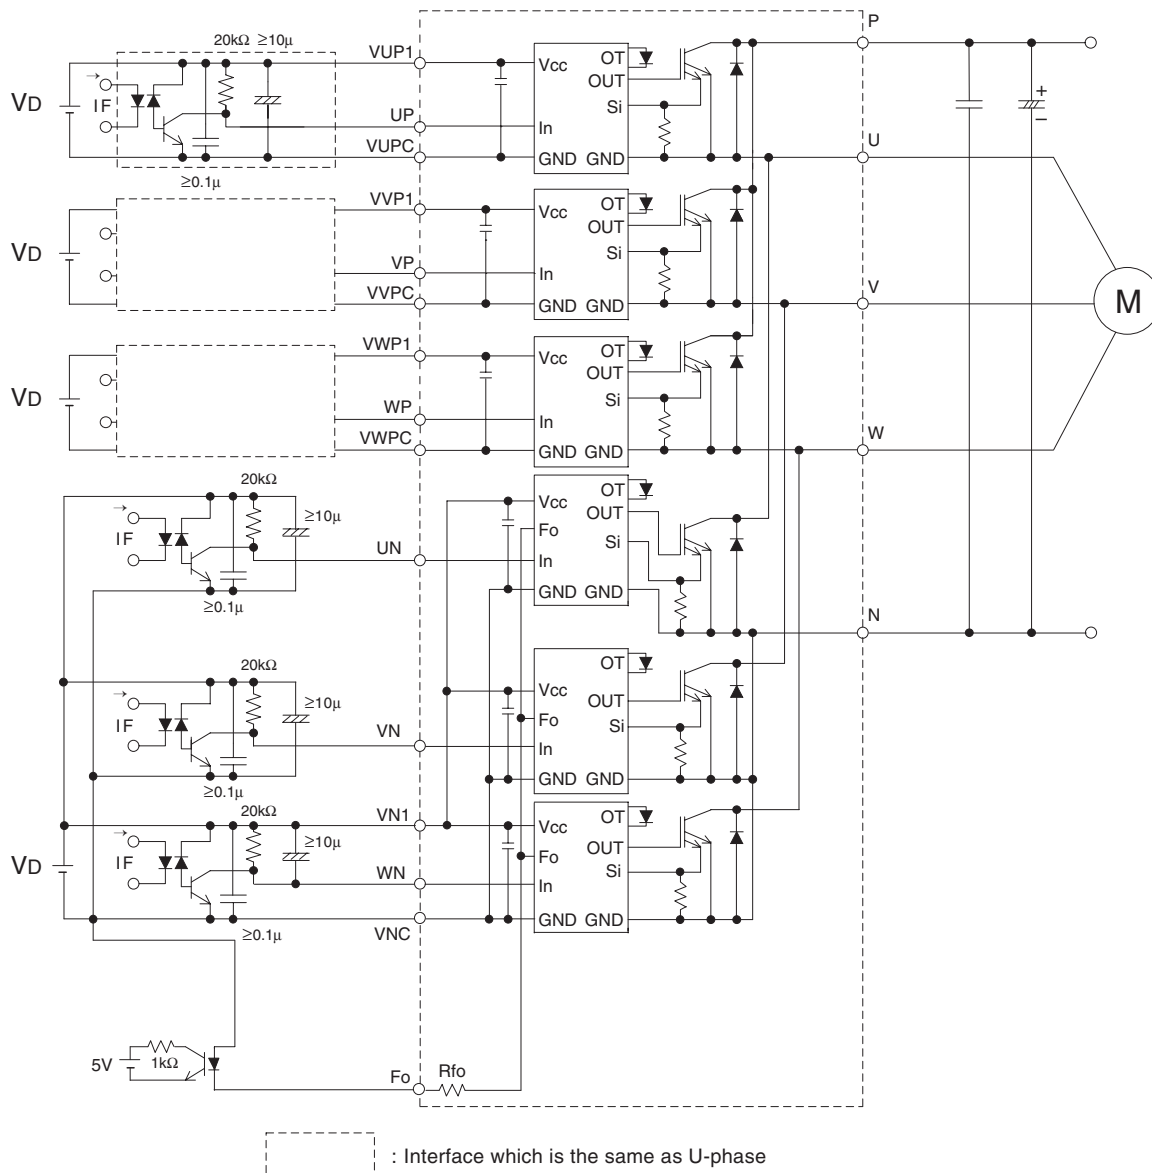 20kΩ ≥10μ
VUP1
P
VD
IF
Vcc
OT
OUT
Si
+
–
UP
In
VUPC
GND GND
U
≥0.1μ
VVP1
Vcc
OT
OUT
VD
Si
VP
In
VVPC
GND GND
V
M
VWP1
Vcc
OT
OUT
VD
Si
WP
In
VWPC
GND GND
W
20kΩ
≥10μ
IF
Vcc
OT
OUT
Fo
Si
UN
In
≥0.1μ
GND GND
N
20kΩ
≥10μ
IF
OT
Vcc
OUT
Fo
Si
VN
In
≥0.1μ
GND GND
20kΩ
≥10μ
VN1
Vcc
OT
OUT
VD
IF
Fo
Si
WN
In
≥0.1μ
VNC
GND GND
5V
1kΩ
Fo
Rfo
: Interface which is the same as U-phase